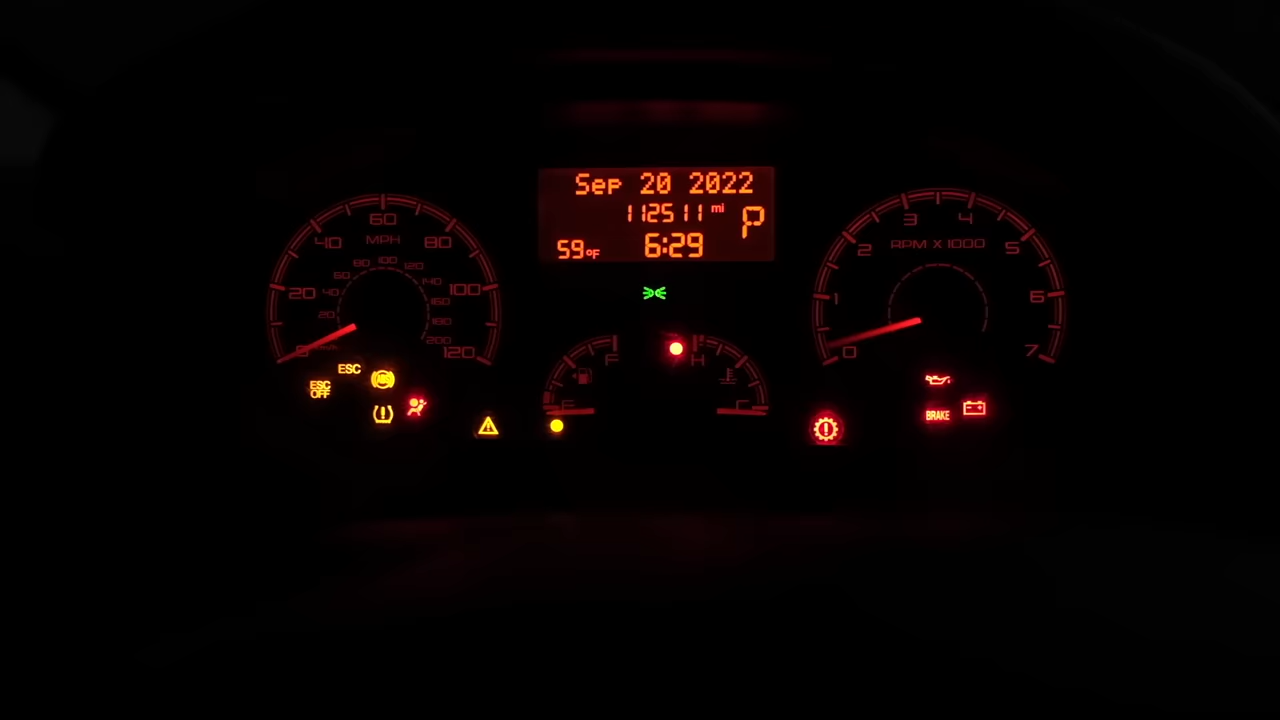 Sep 20 2022
112511 mi
P
59°F
6:29
MPH
0 20 40 60 80 100 120
20 40 60 80 100 120 140 160 180 200
RPM X 1000
0 1 2 3 4 5 6 7
F
E
H
C
ESC
ESC
OFF
ABS
BRAKE